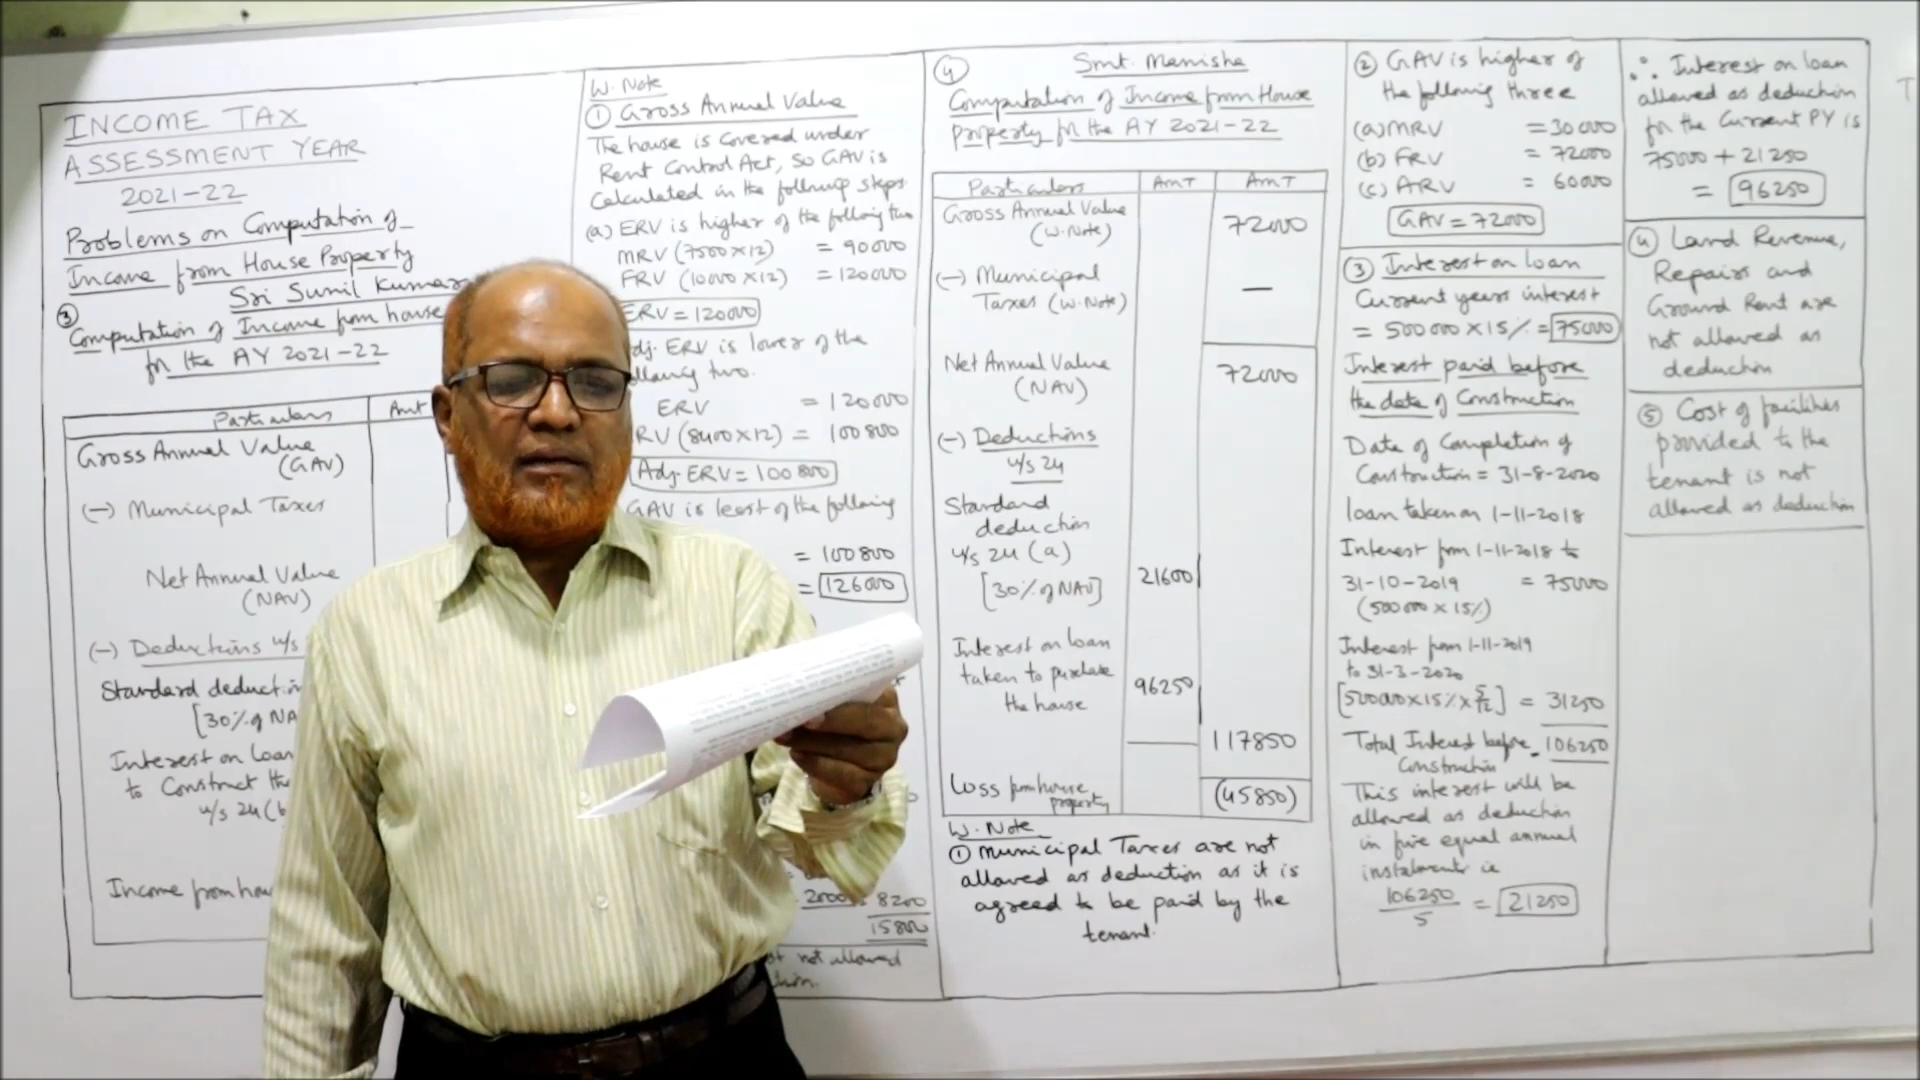 INCOME TAX
ASSESSMENT YEAR
2021-22
Problems on Computation of
Income from House Property
Sri Sunil Kumar
③
Computation of Income from house
for the AY 2021-22
Particulars Amt
Gross Annual Value
(GAV)
(-) Municipal Taxes
Net Annual Value
(NAV)
(-) Deductions u/s
Standard deduction
[30% of NA
Interest on Loan
to Construct the
u/s 24 (b
Income from hou
W. Note
① Gross Annual Value
The house is covered under
Rent Control Act, So GAV is
Calculated in the following steps
(a) ERV is higher of the following two
MRV (7500×12) = 90000
FRV (10000×12) = 120000
ERV = 120000
dj. ERV is lower of the
llowing two.
ERV = 120000
RV (8400×12) = 100800
Adj. ERV = 100800
GAV is least of the following
= 100800
= 126000
2000 8200
15800
not allowed
④ Smt. Manisha
Computation of Income from House
property for the AY 2021-22
Particulars AMT AMT
Gross Annual Value
(W.Note) 72000
(-) Municipal
Taxes (W.Note) —
Net Annual Value
(NAV) 72000
(-) Deductions
u/s 24
Standard
deduction
u/s 24 (a)
[30% of NAV] 21600
Interest on loan
taken to purchase
the house 96250
117850
Loss from house
property (45850)
W. Note
① Municipal Taxes are not
allowed as deduction as it is
agreed to be paid by the
tenant.
② GAV is higher of
the following three
(a) MRV = 30000
(b) FRV = 72000
(c) ARV = 60000
GAV = 72000
③ Interest on loan
Current years interest
= 500000 × 15% = 75000
Interest paid before
the date of Construction
Date of Completion of
Construction = 31-8-2020
loan taken on 1-11-2018
Interest from 1-11-2018 to
31-10-2019 = 75000
(500000 × 15%)
Interest from 1-11-2019
to 31-3-2020
[500000×15%×5/12] = 31250
Total Interest before 106250
Construction
This interest will be
allowed as deduction
in five equal annual
instalments ie
106250/5 = 21250
∴ Interest on loan
allowed as deduction
for the Current PY is
75000 + 21250
= 96250
④ Land Revenue,
Repairs and
Ground Rent are
not allowed as
deduction
⑤ Cost of facilities
provided to the
tenant is not
allowed as deduction
T